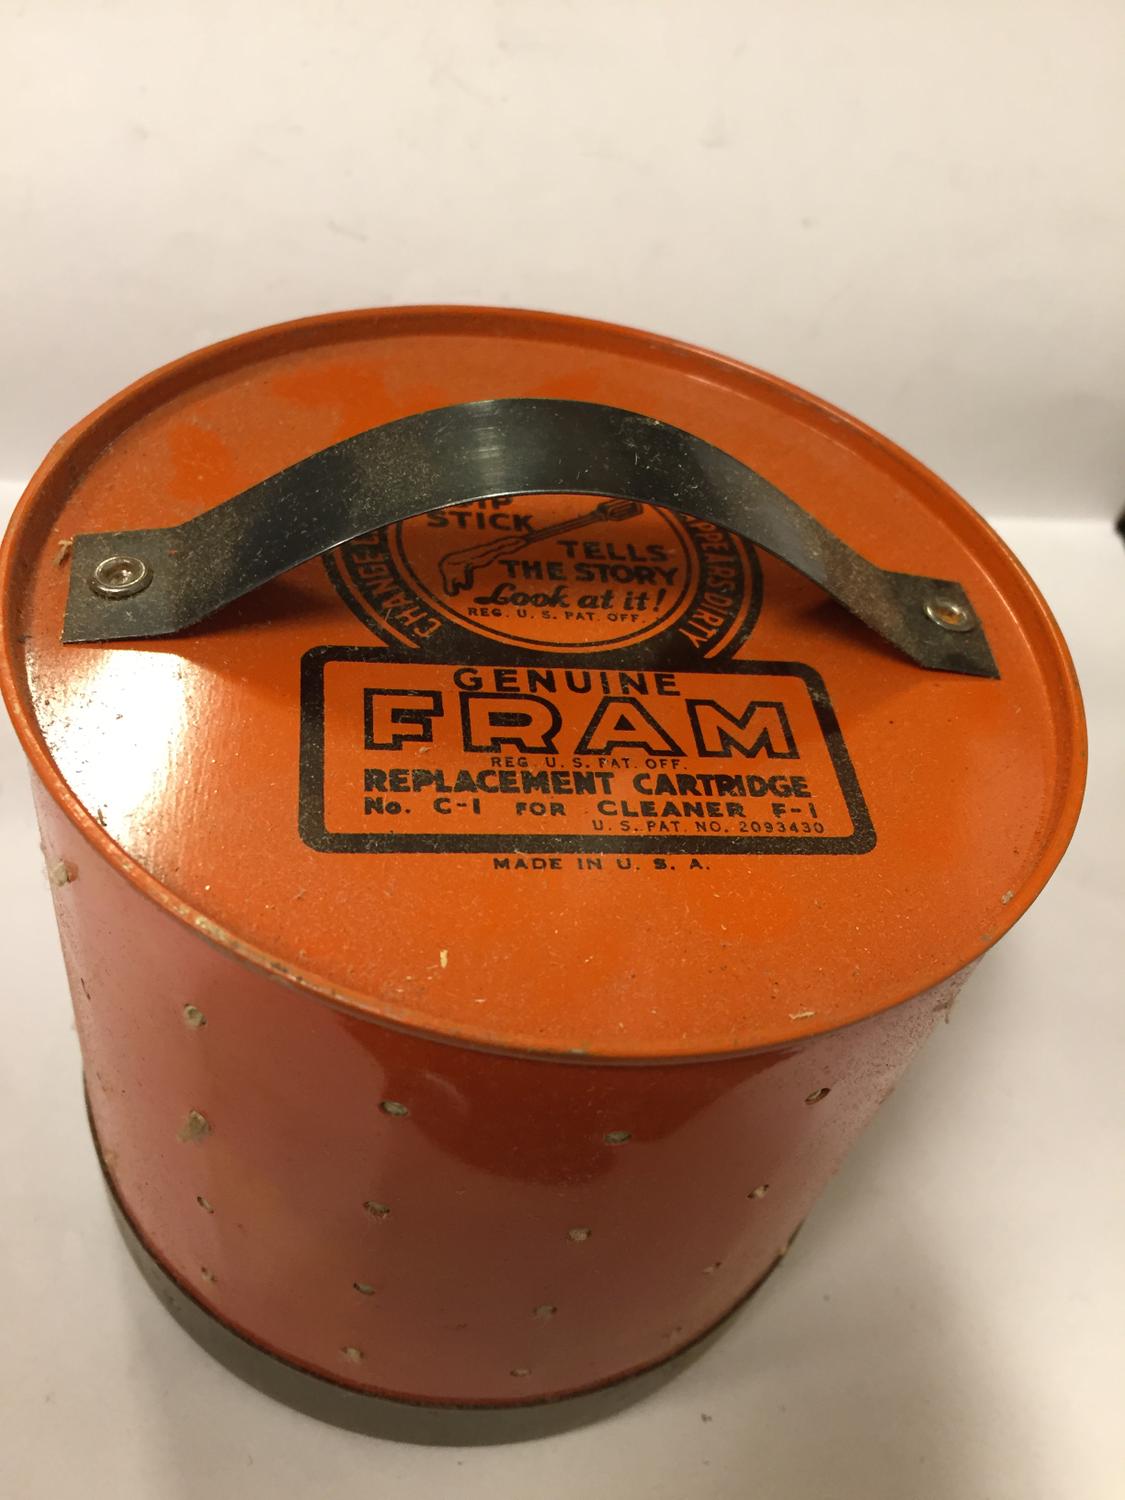 DIP
STICK
TELLS
THE STORY
Look at it!
REG. U. S. PAT. OFF.
CHANGE
DIRTY
GENUINE
FRAM
REG. U. S. PAT. OFF.
REPLACEMENT CARTRIDGE
No. C-1 FOR CLEANER F-1
U. S. PAT. NO. 2093430
MADE IN U. S. A.